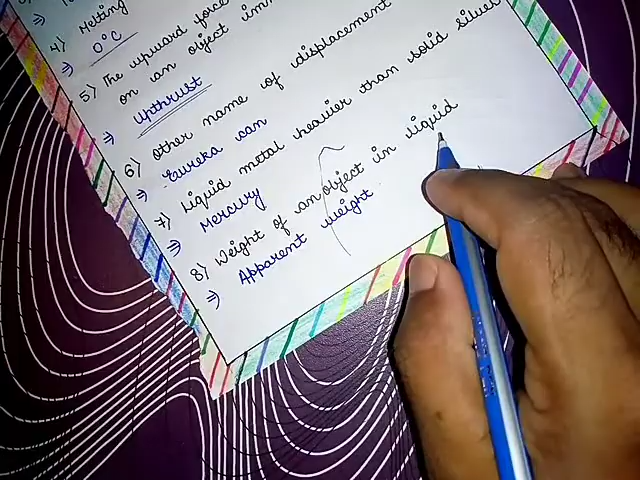 4) Melting
⇒ 0°C
5) The upward force
on an object
⇒ Upthrust
6) Other name of displacement
⇒ Eureka can
7) Liquid metal heavier than solid silver
⇒ Mercury
8) Weight of an object in liquid
⇒ Apparent weight